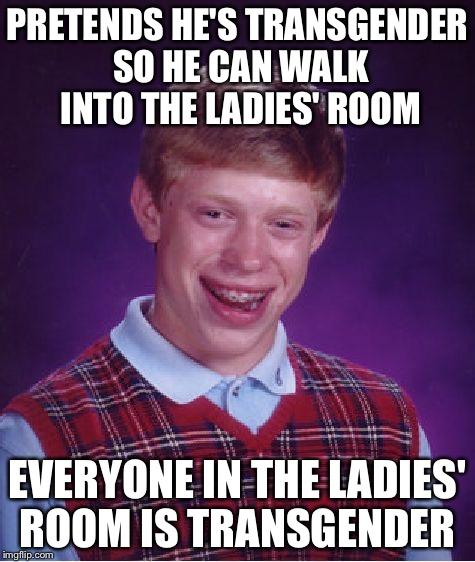 PRETENDS HE'S TRANSGENDER
SO HE CAN WALK
INTO THE LADIES' ROOM
EVERYONE IN THE LADIES'
ROOM IS TRANSGENDER
imgflip.com